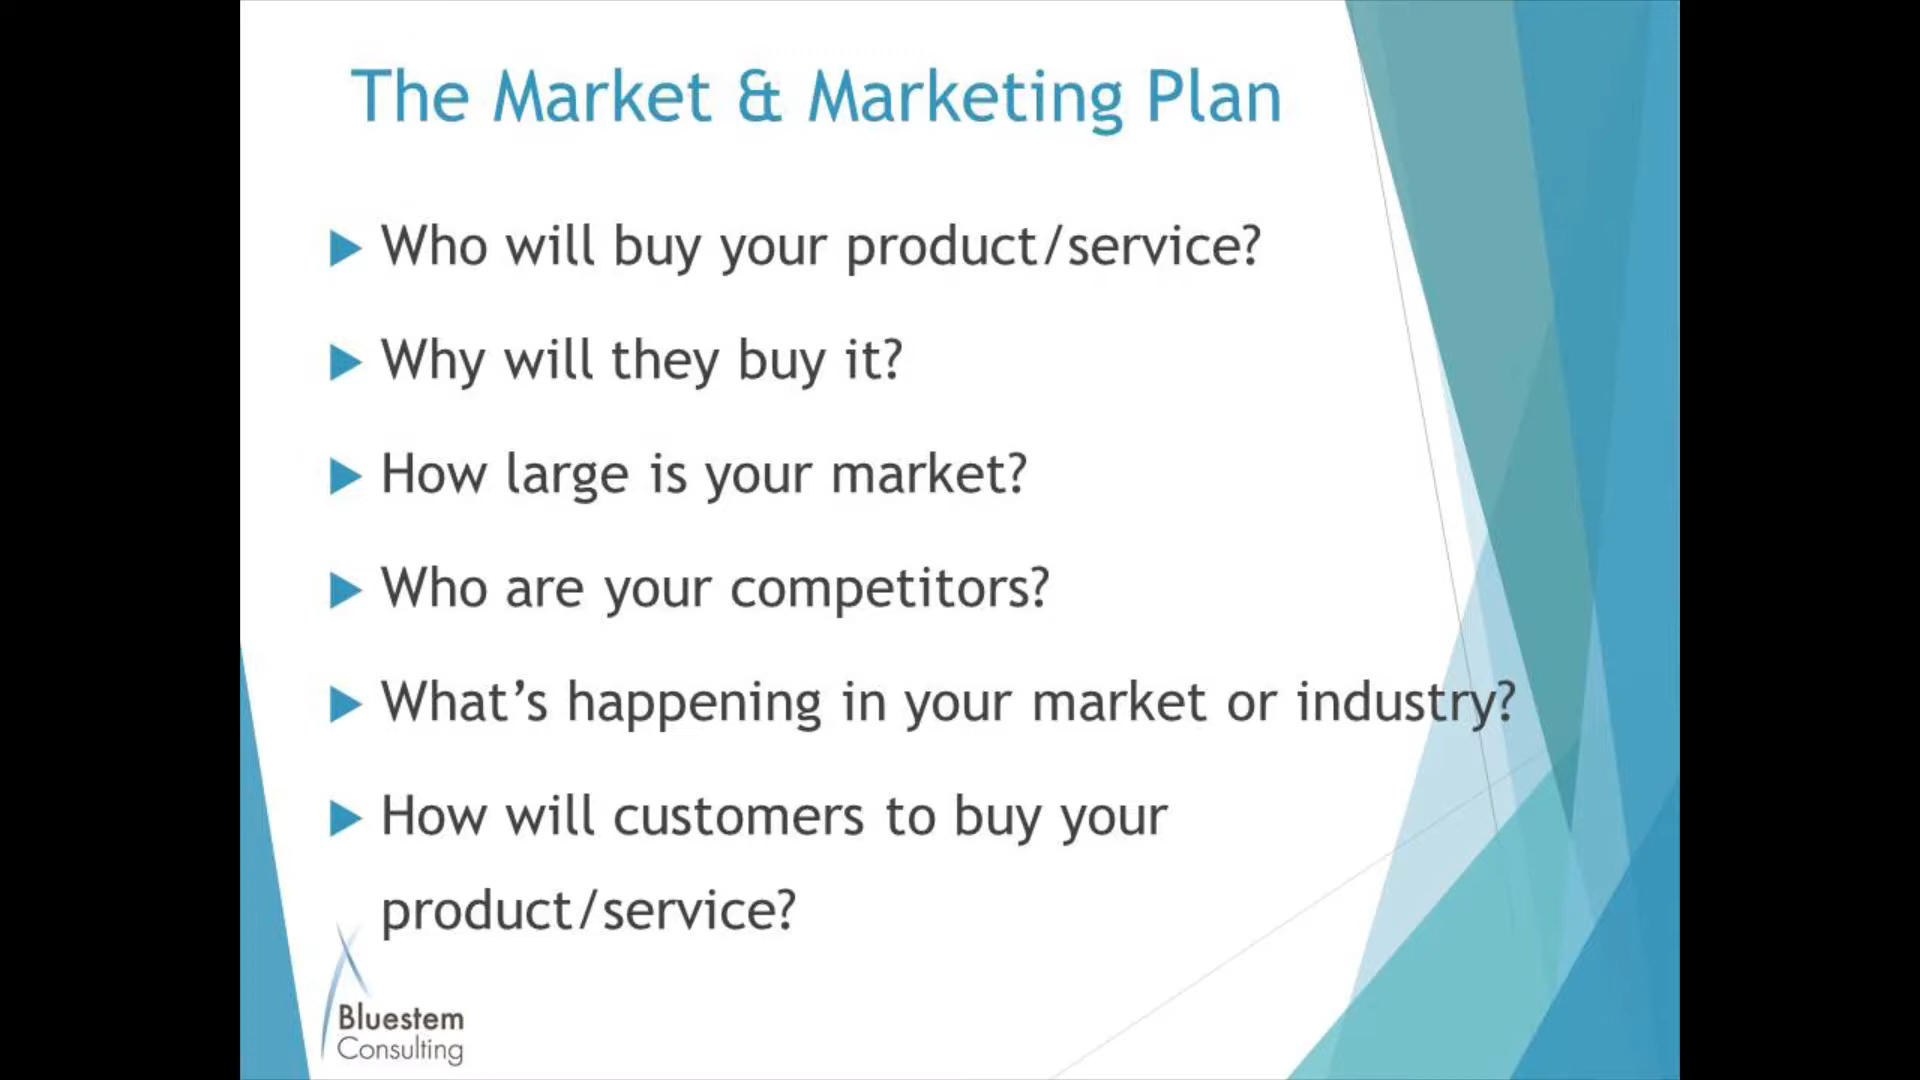 The Market & Marketing Plan
Who will buy your product/service?
Why will they buy it?
How large is your market?
Who are your competitors?
What’s happening in your market or industry?
How will customers to buy your
product/service?
Bluestem
Consulting